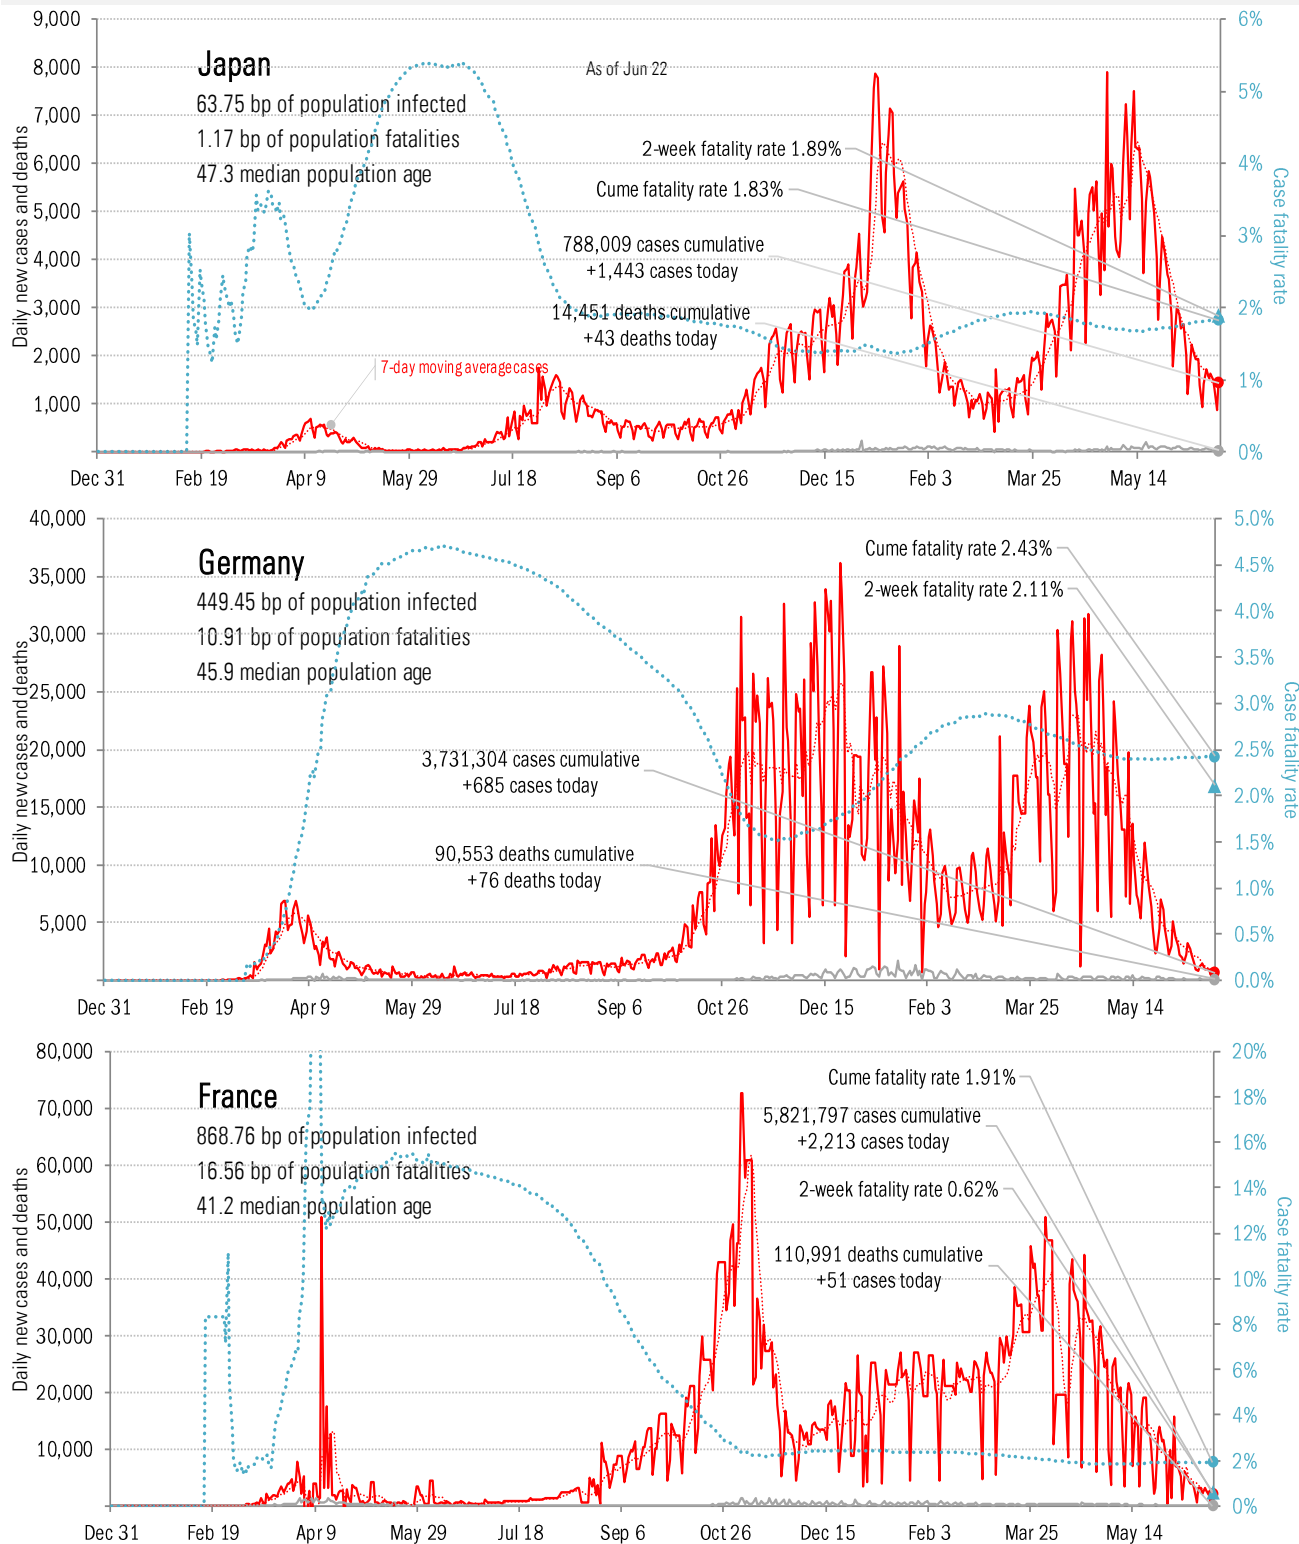 9,000
6%
Japan
As of Jun 22
8,000
63.75 bp of population infected
5%
7,000
1.17 bp of population fatalities
2-week fatality rate 1.89%
6,000
4%
47.3 median population age
Cume fatality rate 1.83%
5,000
3%
788,009 cases cumulative
4,000
+1,443 cases today
3,000
14,451 deaths cumulative
2%
+43 deaths today
2,000
7-day moving average cases
1%
1,000
0%
Daily new cases and deaths
Case fatality rate
Dec 31 Feb 19 Apr 9 May 29 Jul 18 Sep 6 Oct 26 Dec 15 Feb 3 Mar 25 May 14
40,000
5.0%
Germany
Cume fatality rate 2.43%
35,000
4.5%
2-week fatality rate 2.11%
449.45 bp of population infected
4.0%
30,000
10.91 bp of population fatalities
3.5%
45.9 median population age
25,000
3.0%
20,000
2.5%
3,731,304 cases cumulative
+685 cases today
2.0%
15,000
1.5%
90,553 deaths cumulative
10,000
+76 deaths today
1.0%
5,000
0.5%
0.0%
Daily new cases and deaths
Case fatality rate
Dec 31 Feb 19 Apr 9 May 29 Jul 18 Sep 6 Oct 26 Dec 15 Feb 3 Mar 25 May 14
80,000
20%
Cume fatality rate 1.91%
France
18%
70,000
5,821,797 cases cumulative
868.76 bp of population infected
+2,213 cases today
16%
60,000
16.56 bp of population fatalities
2-week fatality rate 0.62%
14%
41.2 median population age
50,000
12%
110,991 deaths cumulative
+51 cases today
40,000
10%
30,000
8%
6%
20,000
4%
10,000
2%
0%
Daily new cases and deaths
Case fatality rate
Dec 31 Feb 19 Apr 9 May 29 Jul 18 Sep 6 Oct 26 Dec 15 Feb 3 Mar 25 May 14